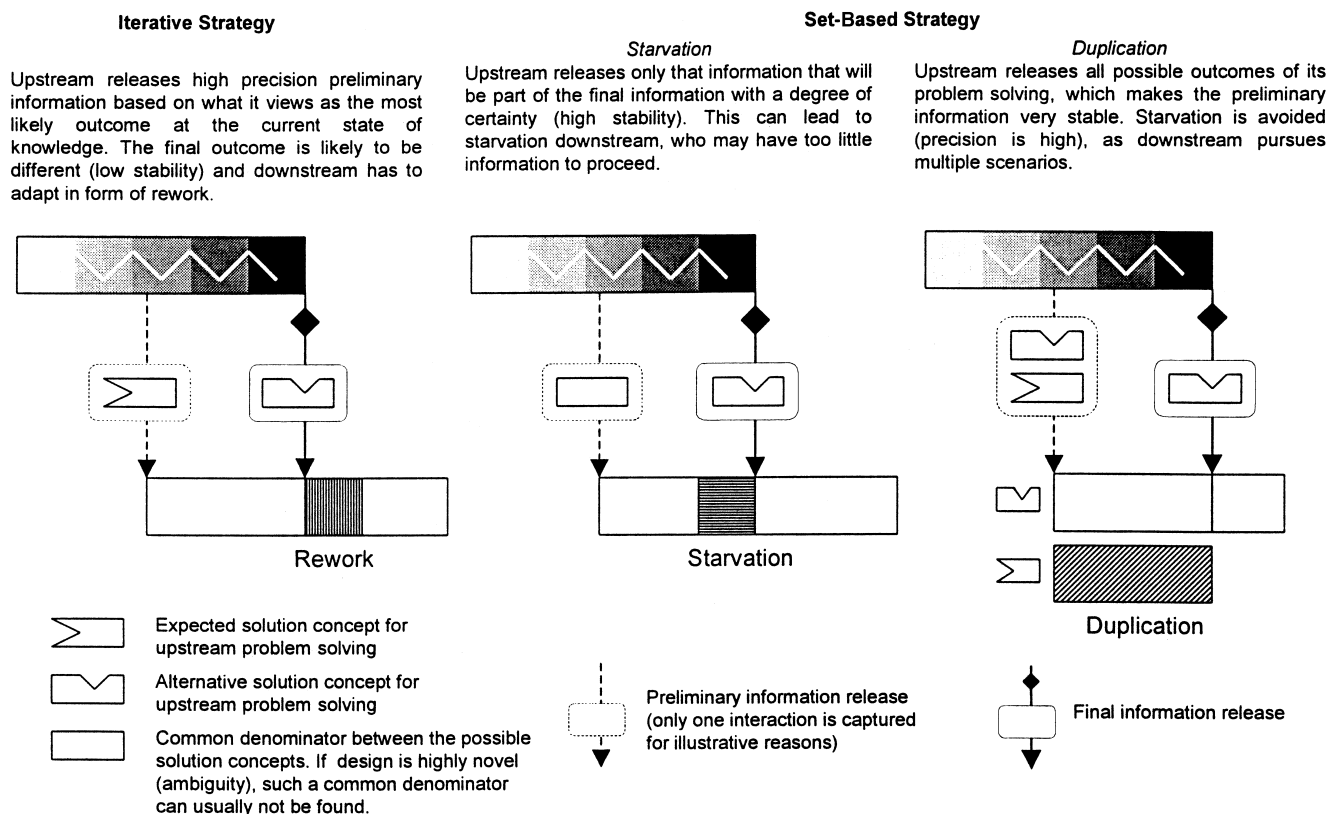 Iterative Strategy
Upstream releases high precision preliminary
information based on what it views as the most
likely outcome at the current state of
knowledge. The final outcome is likely to be
different (low stability) and downstream has to
adapt in form of rework.
Set-Based Strategy
Starvation
Upstream releases only that information that will
be part of the final information with a degree of
certainty (high stability). This can lead to
starvation downstream, who may have too little
information to proceed.
Duplication
Upstream releases all possible outcomes of its
problem solving, which makes the preliminary
information very stable. Starvation is avoided
(precision is high), as downstream pursues
multiple scenarios.
Rework
Starvation
Duplication
Expected solution concept for
upstream problem solving
Alternative solution concept for
upstream problem solving
Common denominator between the possible
solution concepts. If design is highly novel
(ambiguity), such a common denominator
can usually not be found.
Preliminary information release
(only one interaction is captured
for illustrative reasons)
Final information release